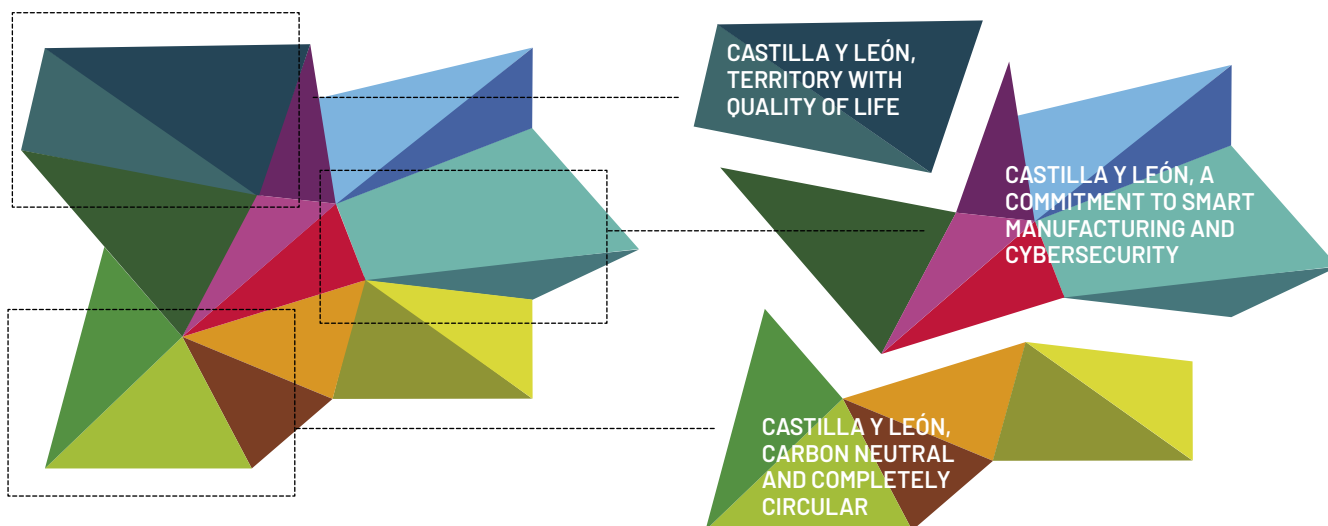 CASTILLA Y LEÓN,
TERRITORY WITH
QUALITY OF LIFE
CASTILLA Y LEÓN, A
COMMITMENT TO SMART
MANUFACTURING AND
CYBERSECURITY
CASTILLA Y LEÓN,
CARBON NEUTRAL
AND COMPLETELY
CIRCULAR